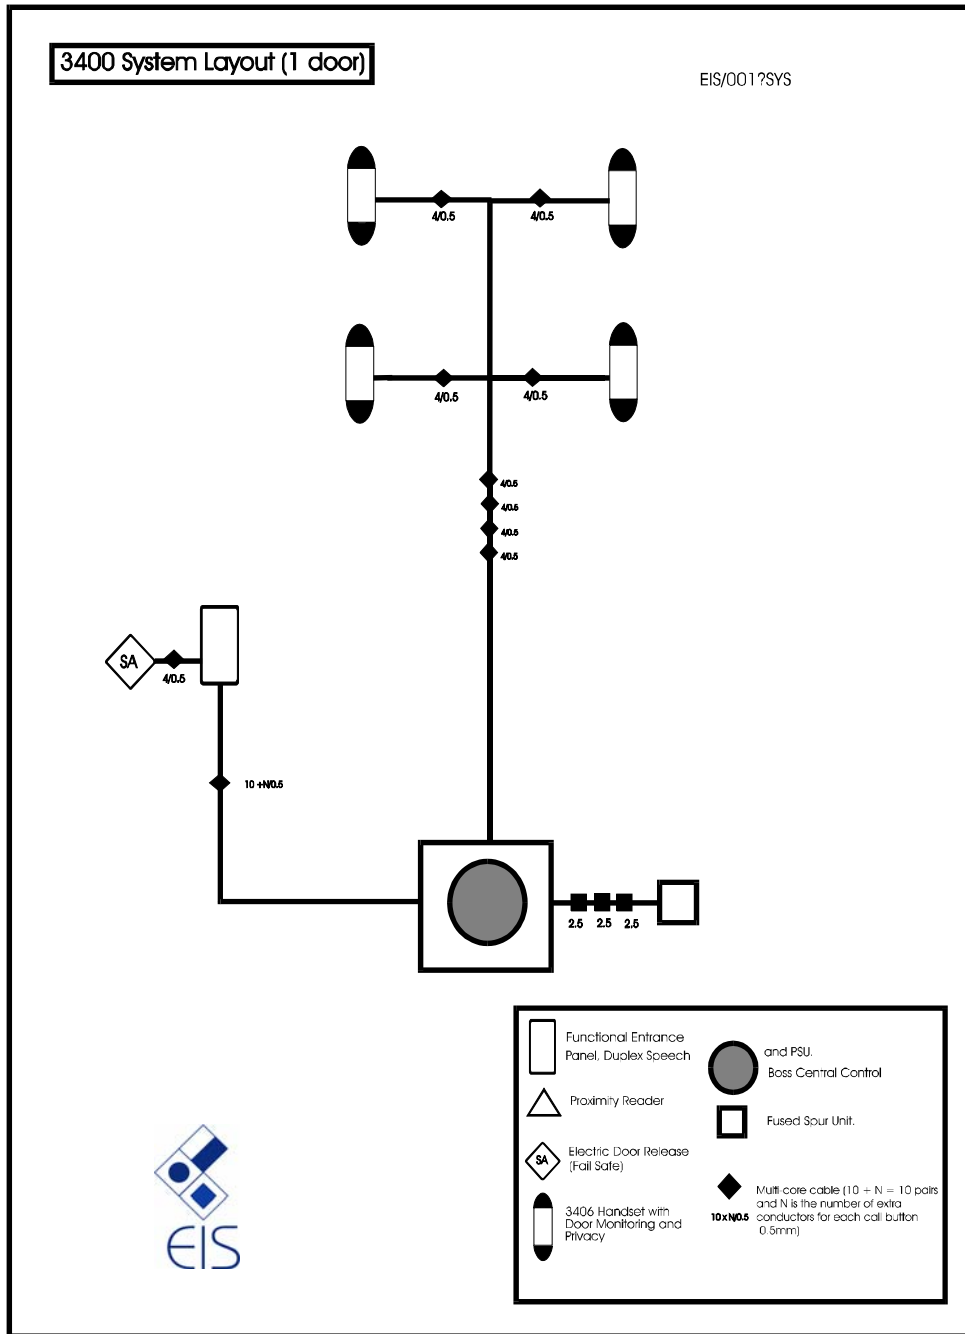 3400 System Layout (1 door)
EIS/001?SYS
4/0.5
4/0.5
4/0.5
4/0.5
4/0.5
4/0.5
4/0.5
4/0.5
SA
4/0.5
10 +N/0.5
2.5
2.5
2.5
Functional Entrance
Panel, Duplex Speech
Proximity Reader
SA
Electric Door Release
(Fail Safe)
3406 Handset with
Door Monitoring and
Privacy
and PSU.
Boss Central Control
Fused Spur Unit.
10 x N/0.5
Multi-core cable (10 + N = 10 pairs
and N is the number of extra
conductors for each call button
0.5mm)
EIS